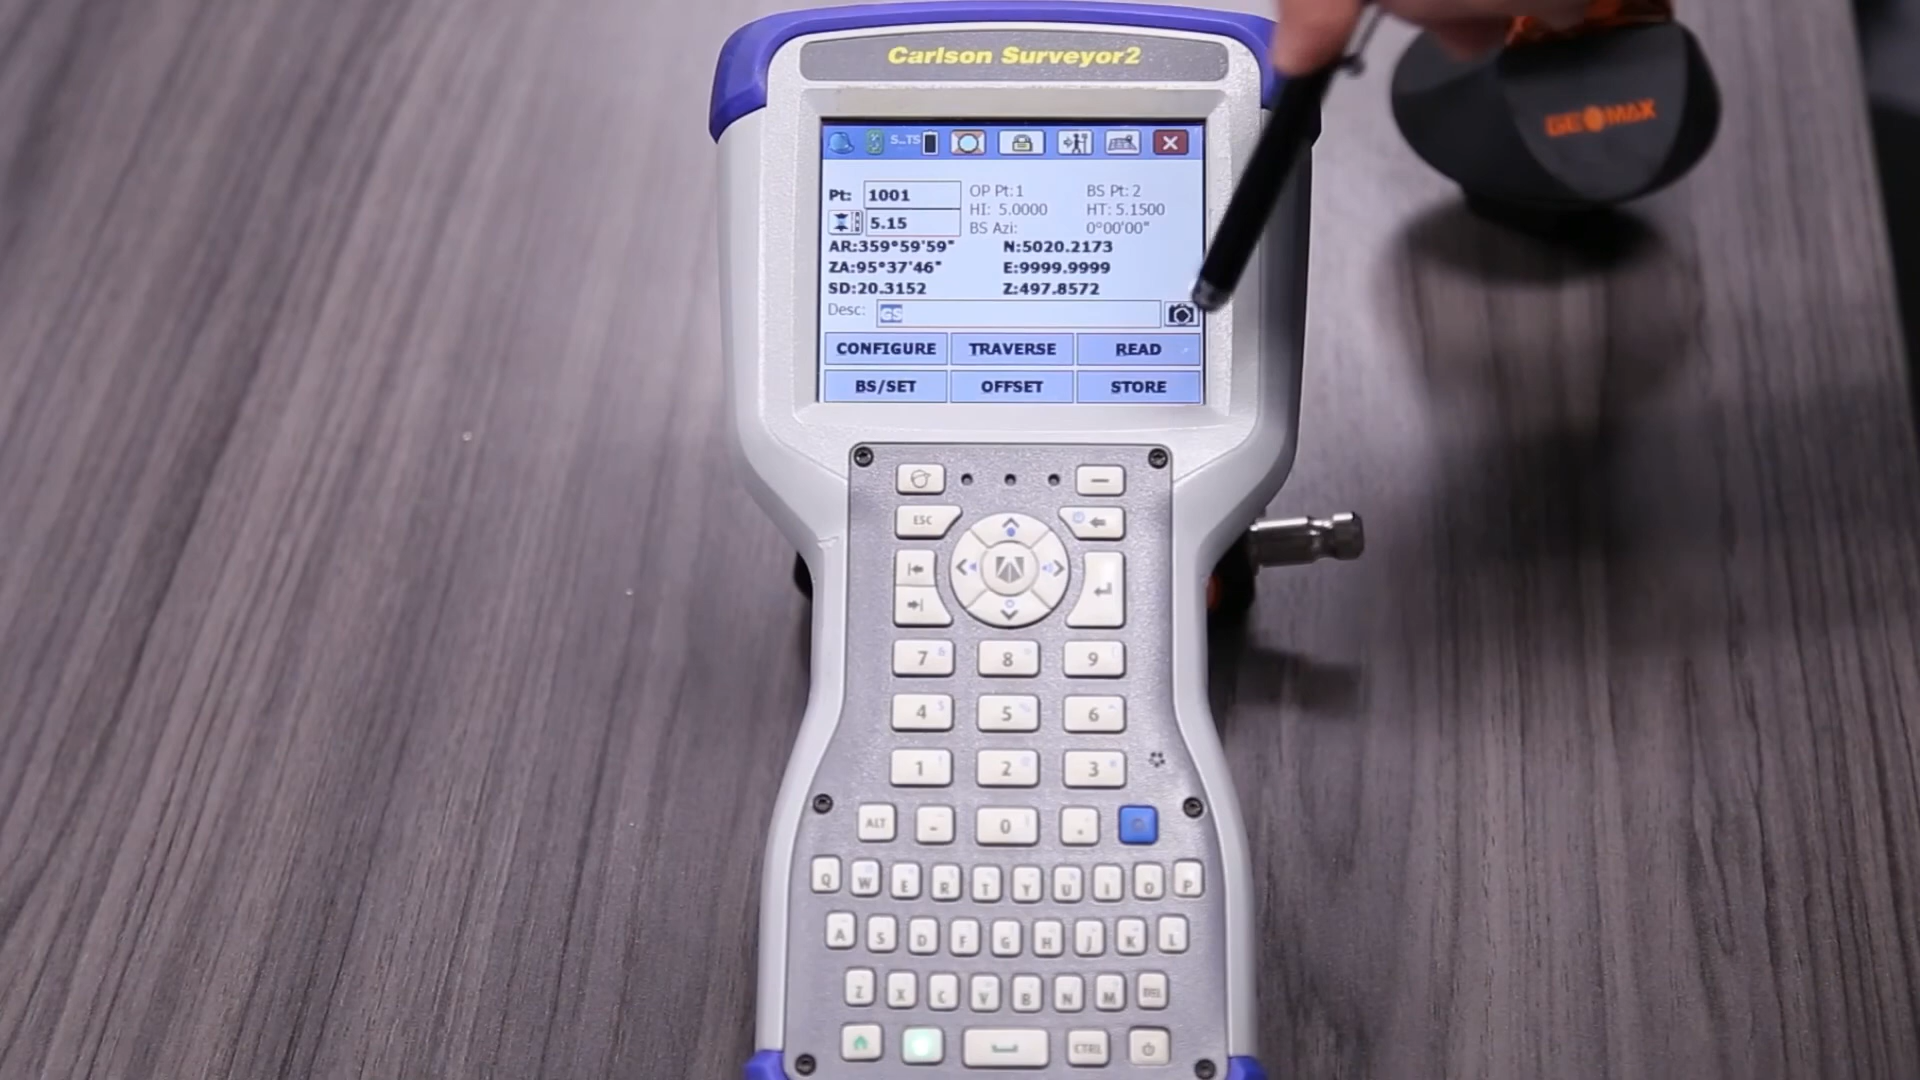 Carlson Surveyor2
GEOMAX
S...TS
Pt: 1001 OP Pt: 1 BS Pt: 2
HI: 5.0000 HT: 5.1500
5.15 BS Azi: 0°00'00"
AR:359°59'59" N:5020.2173
ZA:95°37'46" E:9999.9999
SD:20.3152 Z:497.8572
Desc: GS
CONFIGURE TRAVERSE READ
BS/SET OFFSET STORE
ESC
7 8 9
4 5 6
1 2 3
ALT - 0 .
Q W E R T Y U I O P
A S D F G H J K L
Z X C V B N M DEL
CTRL